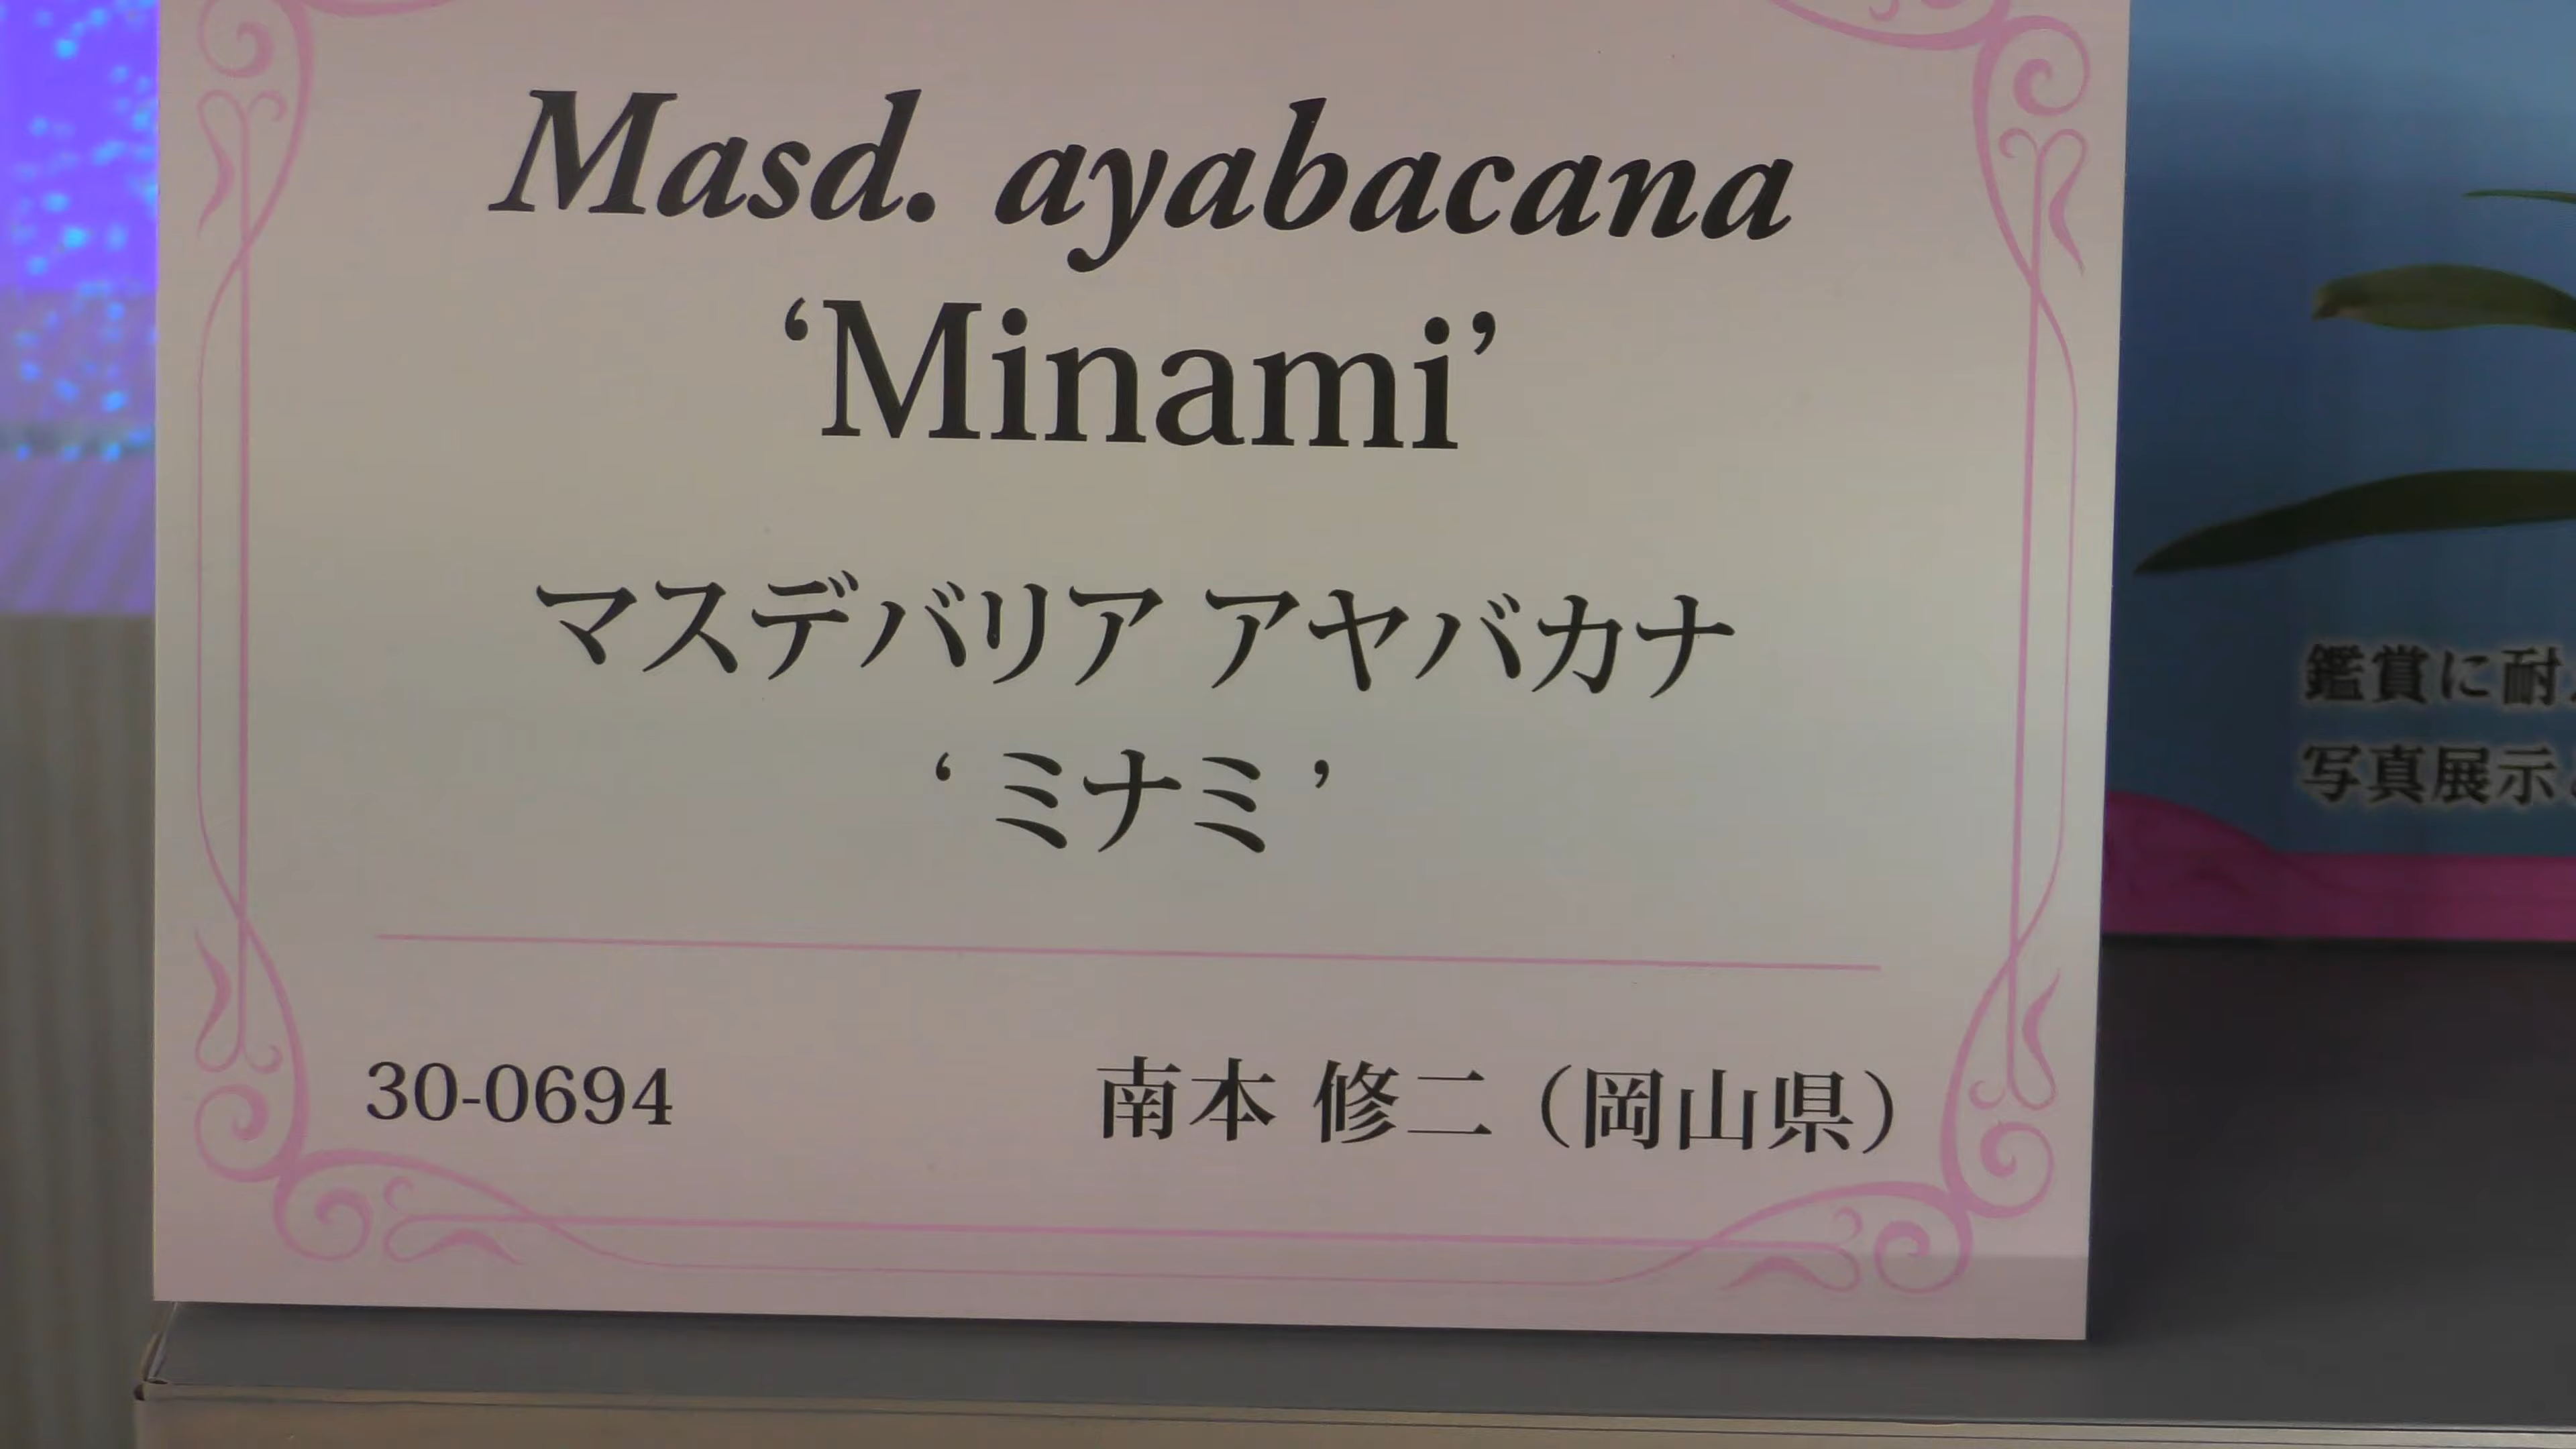 Masd. ayabacana
‘Minami’
マスデバリア アヤバカナ
‘ ミナミ ’
30-0694 南本 修二（岡山県）
鑑賞に耐
写真展示